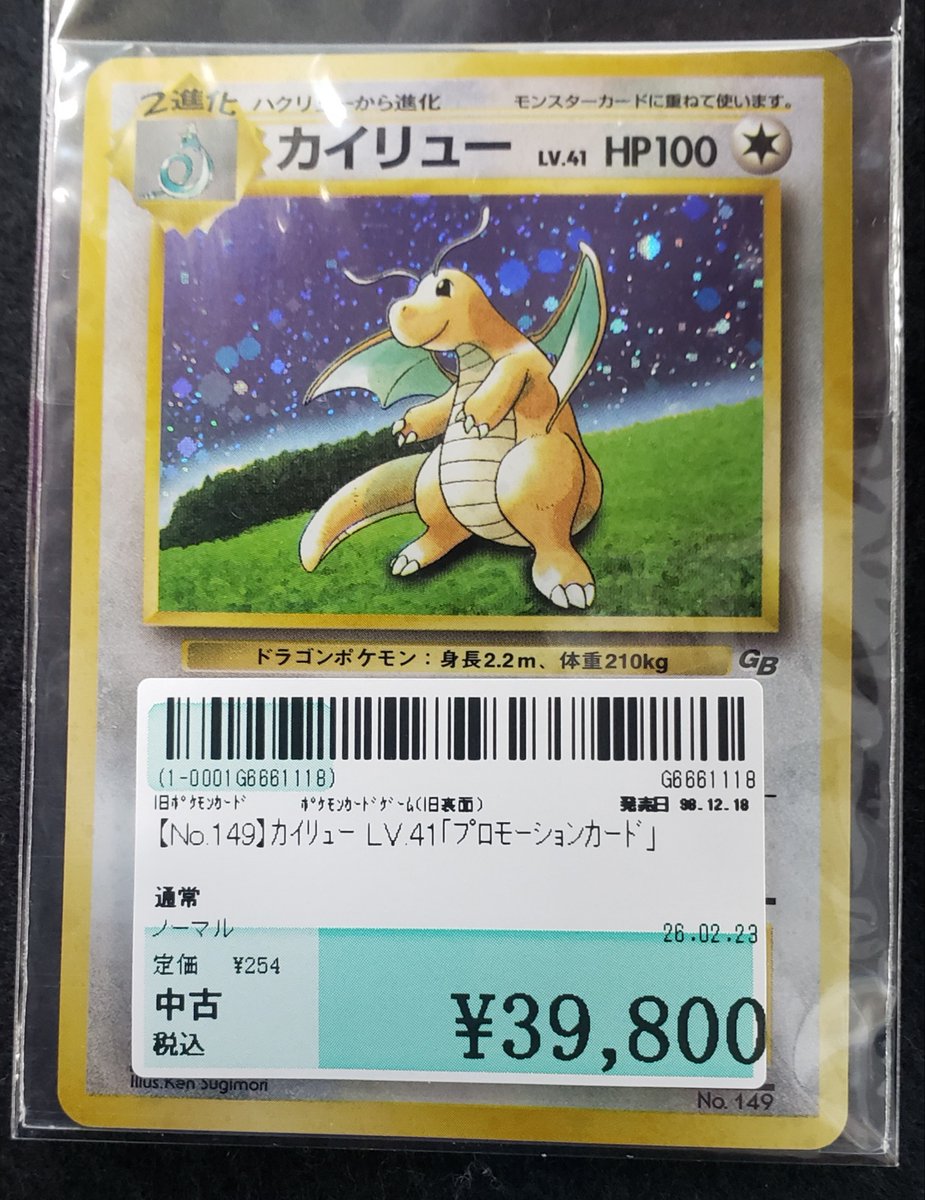 2進化 ハクリューから進化 モンスターカードに重ねて使います。
カイリュー LV.41 HP100
ドラゴンポケモン：身長2.2m、体重210kg GB
(1-0001G6661118) G6661118
旧ポケモンカード ポケモンカードゲーム(旧裏面) 発売日 98.12.18
【No.149】カイリュー LV.41「プロモーションカード」
通常
ノーマル 26.02.23
定価 ¥254
中古
税込 ¥39,800
Illus.Ken Sugimori
No. 149